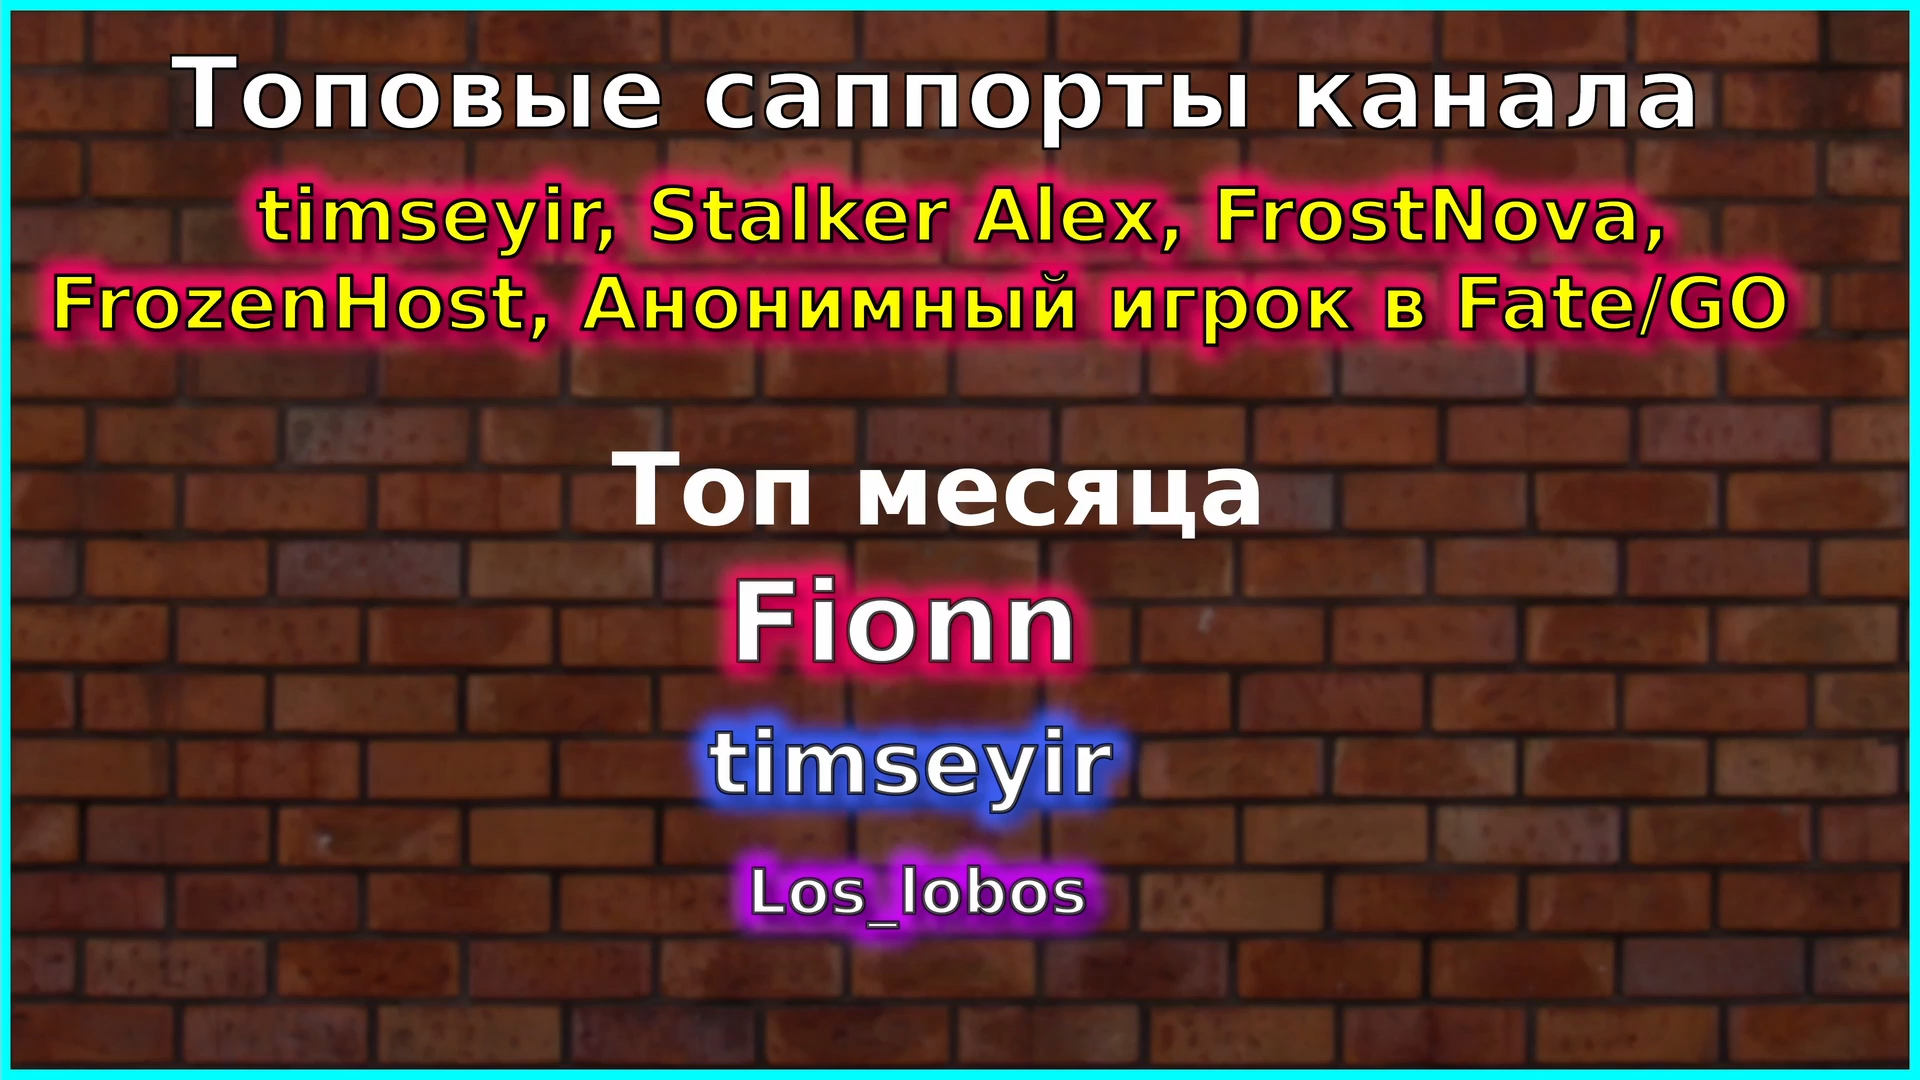 Топовые саппорты канала
timseyir, Stalker Alex, FrostNova,
FrozenHost, Анонимный игрок в Fate/GO
Топ месяца
Fionn
timseyir
Los_lobos